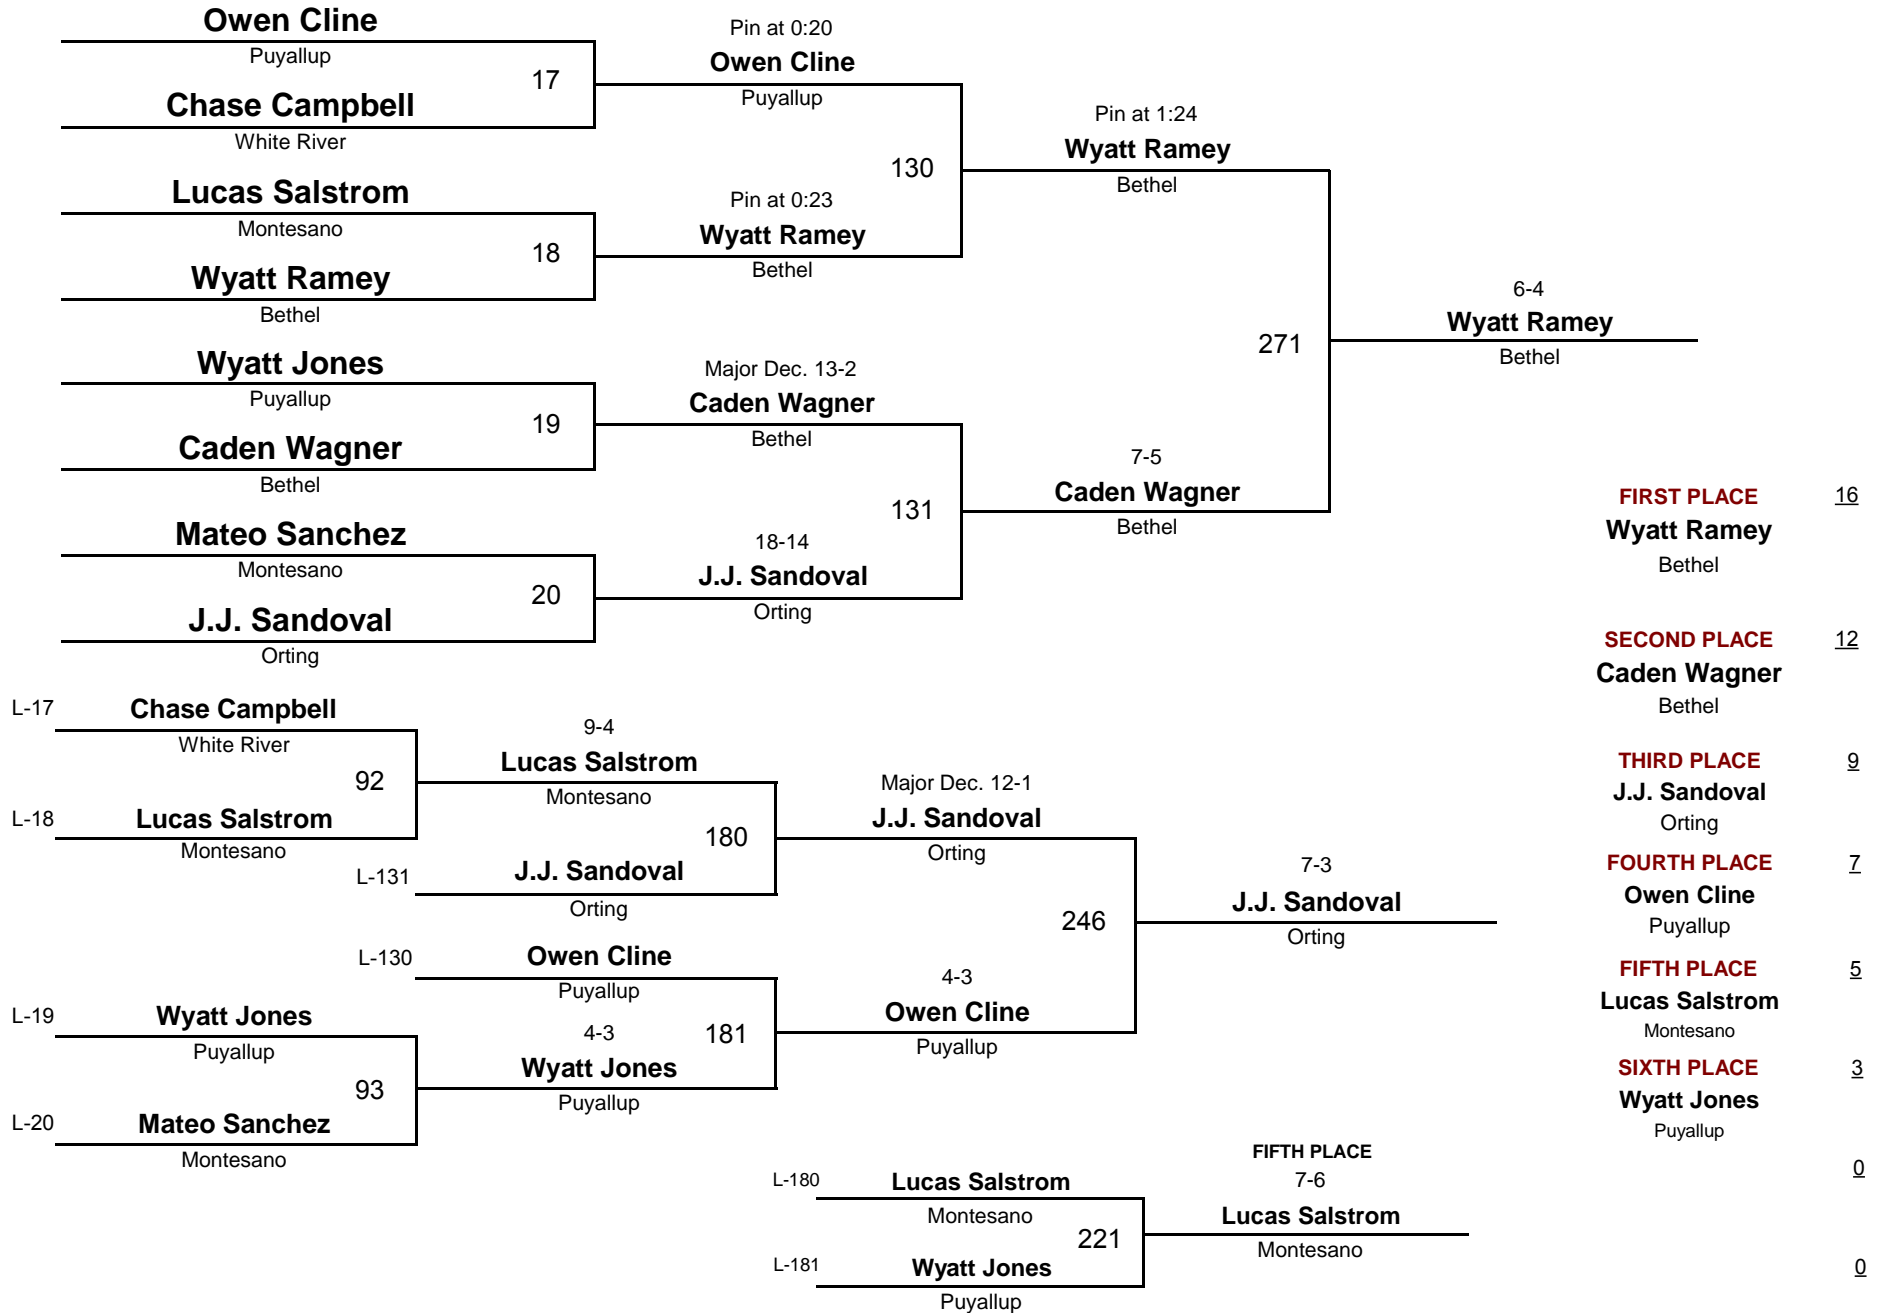 Owen Cline
Puyallup
17
Chase Campbell
White River
Lucas Salstrom
Montesano
18
Wyatt Ramey
Bethel
Wyatt Jones
Puyallup
19
Caden Wagner
Bethel
Mateo Sanchez
Montesano
20
J.J. Sandoval
Orting
Pin at 0:20
Owen Cline
Puyallup
130
Pin at 0:23
Wyatt Ramey
Bethel
Major Dec. 13-2
Caden Wagner
Bethel
131
18-14
J.J. Sandoval
Orting
Pin at 1:24
Wyatt Ramey
Bethel
271
7-5
Caden Wagner
Bethel
6-4
Wyatt Ramey
Bethel
FIRST PLACE 16
Wyatt Ramey
Bethel
SECOND PLACE 12
Caden Wagner
Bethel
THIRD PLACE 9
J.J. Sandoval
Orting
FOURTH PLACE 7
Owen Cline
Puyallup
FIFTH PLACE 5
Lucas Salstrom
Montesano
SIXTH PLACE 3
Wyatt Jones
Puyallup
0
0
L-17 Chase Campbell
White River
92
L-18 Lucas Salstrom
Montesano
9-4
Lucas Salstrom
Montesano
180
L-131 J.J. Sandoval
Orting
L-130 Owen Cline
Puyallup
181
4-3
Wyatt Jones
Puyallup
L-19 Wyatt Jones
Puyallup
93
L-20 Mateo Sanchez
Montesano
Major Dec. 12-1
J.J. Sandoval
Orting
246
4-3
Owen Cline
Puyallup
7-3
J.J. Sandoval
Orting
L-180 Lucas Salstrom
Montesano
221
L-181 Wyatt Jones
Puyallup
FIFTH PLACE
7-6
Lucas Salstrom
Montesano